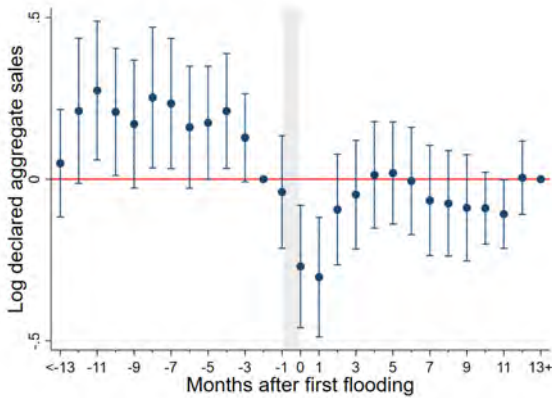 Log declared aggregate sales
.5
0
-.5
<-13 -11 -9 -7 -5 -3 -1 0 1 3 5 7 9 11 13+
Months after first flooding